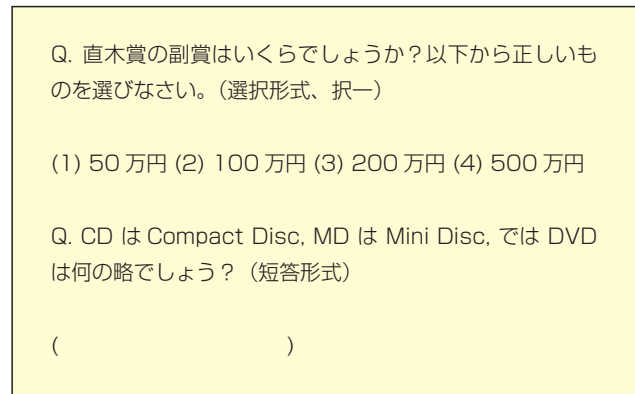 Q. 直木賞の副賞はいくらでしょうか？以下から正しいも
のを選びなさい。（選択形式、択一）
(1) 50 万円 (2) 100 万円 (3) 200 万円 (4) 500 万円
Q. CD は Compact Disc, MD は Mini Disc, では DVD
は何の略でしょう？（短答形式）
(                                )